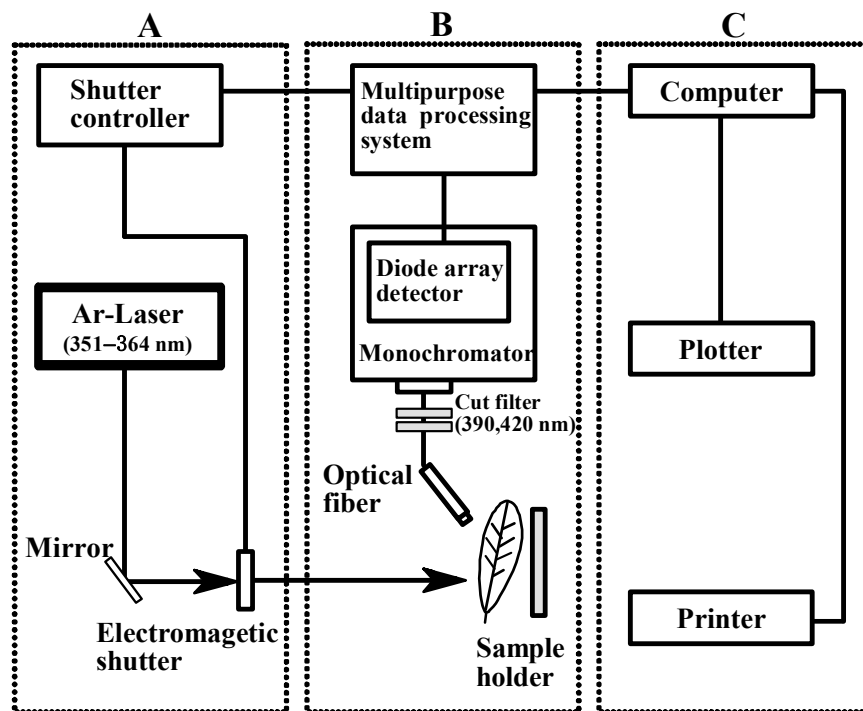 A
Shutter
controller
Ar-Laser
(351–364 nm)
Mirror
Electromagetic
shutter
B
Multipurpose
data processing
system
Diode array
detector
Monochromator
Cut filter
(390,420 nm)
Optical
fiber
Sample
holder
C
Computer
Plotter
Printer